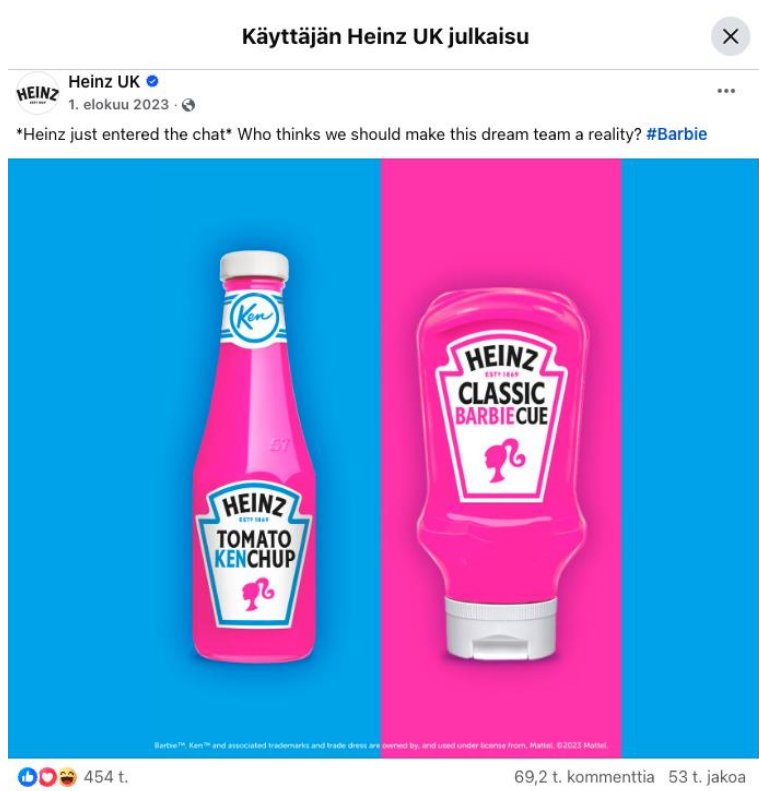 Käyttäjän Heinz UK julkaisu
HEINZ
ESTD 1869
Heinz UK
1. elokuu 2023 ·
*Heinz just entered the chat* Who thinks we should make this dream team a reality? #Barbie
Ken
57
HEINZ
ESTD 1869
TOMATO
KENCHUP
HEINZ
ESTD 1869
CLASSIC
BARBIECUE
Barbie™, Ken™ and associated trademarks and trade dress are owned by, and used under license from, Mattel. ©2023 Mattel.
454 t.
69,2 t. kommenttia 53 t. jakoa